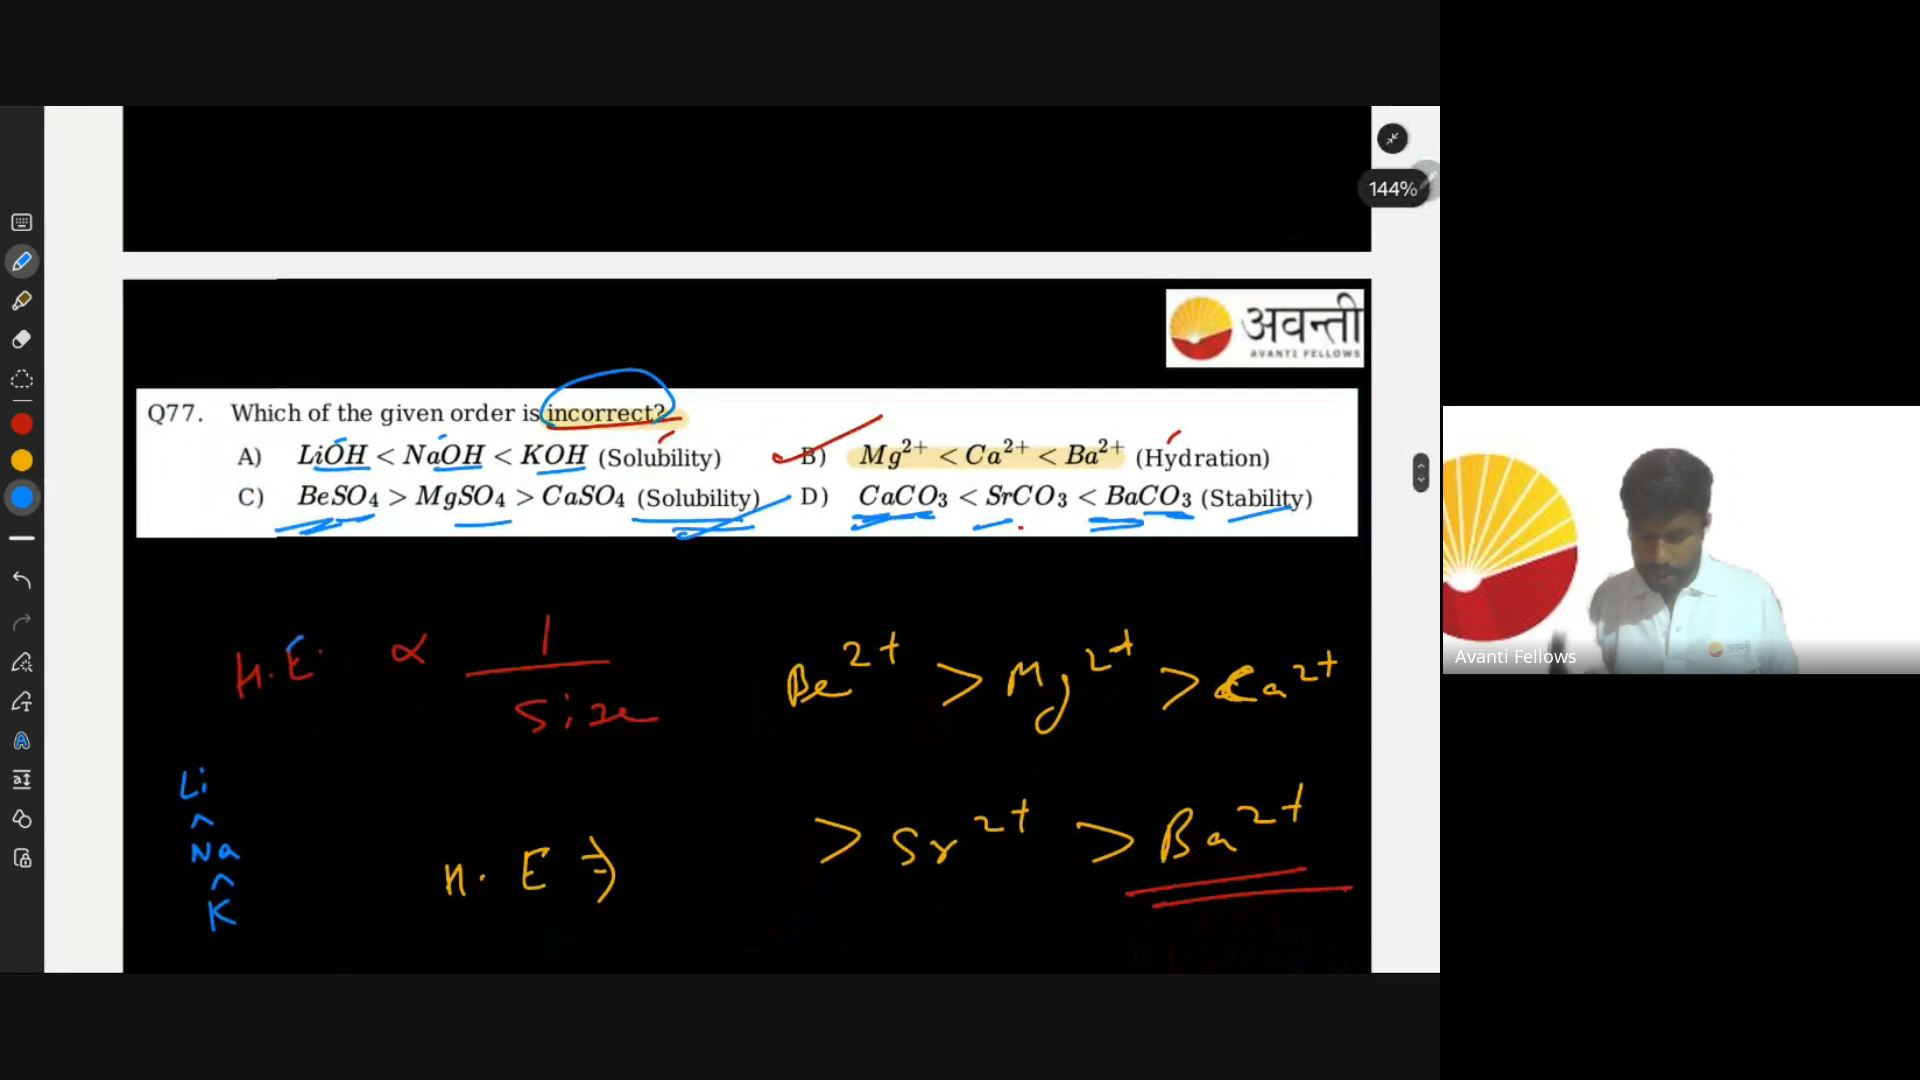 144%
अवन्ती
AVANTI FELLOWS
Q77. Which of the given order is incorrect?
A) LiOH < NaOH < KOH (Solubility) B) Mg²⁺ < Ca²⁺ < Ba²⁺ (Hydration)
C) BeSO₄ > MgSO₄ > CaSO₄ (Solubility) D) CaCO₃ < SrCO₃ < BaCO₃ (Stability)
H.E. ∝ 1/Size
Be²⁺ > Mg²⁺ > Ca²⁺
> Sr²⁺ > Ba²⁺
Li
^
Na
^
K
H.E ⇒
Avanti Fellows